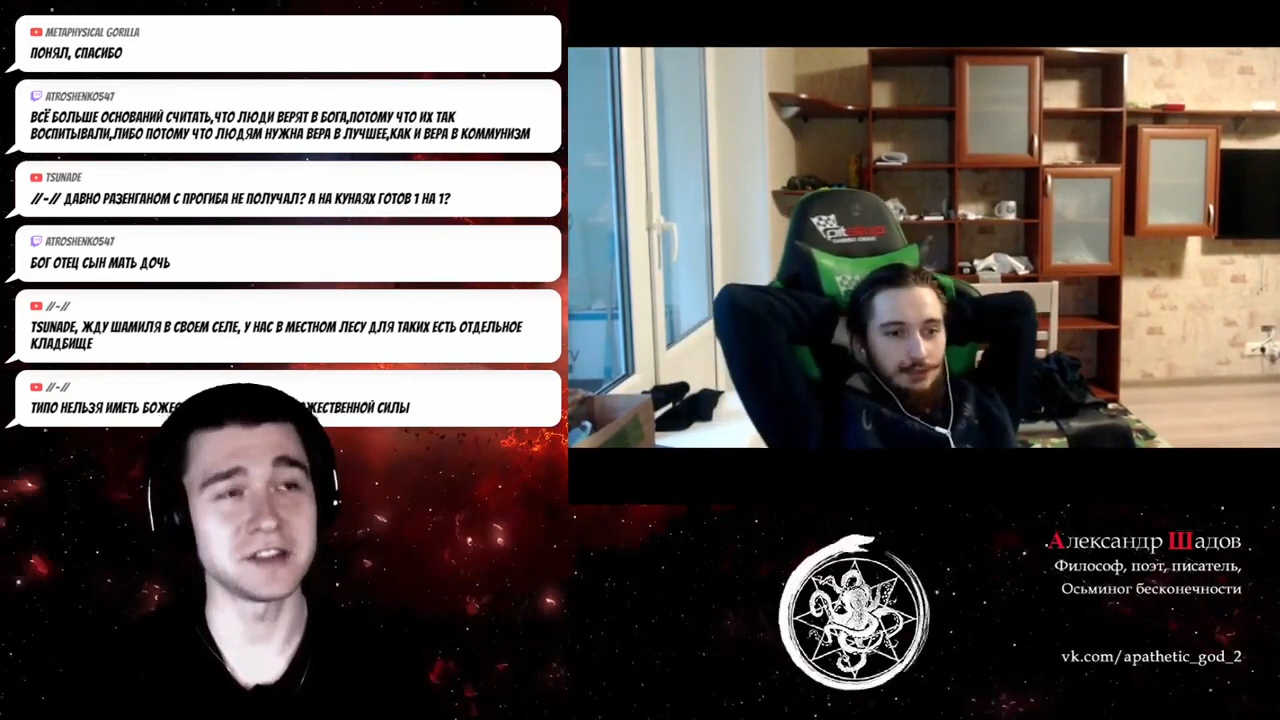 METAPHYSICAL GORILLA
ПОНЯЛ, СПАСИБО
ATROSHENKO547
ВСЁ БОЛЬШЕ ОСНОВАНИЙ СЧИТАТЬ,ЧТО ЛЮДИ ВЕРЯТ В БОГА,ПОТОМУ ЧТО ИХ ТАК
ВОСПИТЫВАЛИ,ЛИБО ПОТОМУ ЧТО ЛЮДЯМ НУЖНА ВЕРА В ЛУЧШЕЕ,КАК И ВЕРА В КОММУНИЗМ
TSUNADE
//-// ДАВНО РАЗЕНГАНОМ С ПРОГИБА НЕ ПОЛУЧАЛ? А НА КУНАЯХ ГОТОВ 1 НА 1?
ATROSHENKO547
БОГ ОТЕЦ СЫН МАТЬ ДОЧЬ
//-//
TSUNADE, ЖДУ ШАМИЛЯ В СВОЕМ СЕЛЕ, У НАС В МЕСТНОМ ЛЕСУ ДЛЯ ТАКИХ ЕСТЬ ОТДЕЛЬНОЕ
КЛАДБИЩЕ
//-//
ТИПО НЕЛЬЗЯ ИМЕТЬ СИЛЫ
Александр Шадов
Философ, поэт, писатель,
Осьминог бесконечности
vk.com/apathetic_god_2